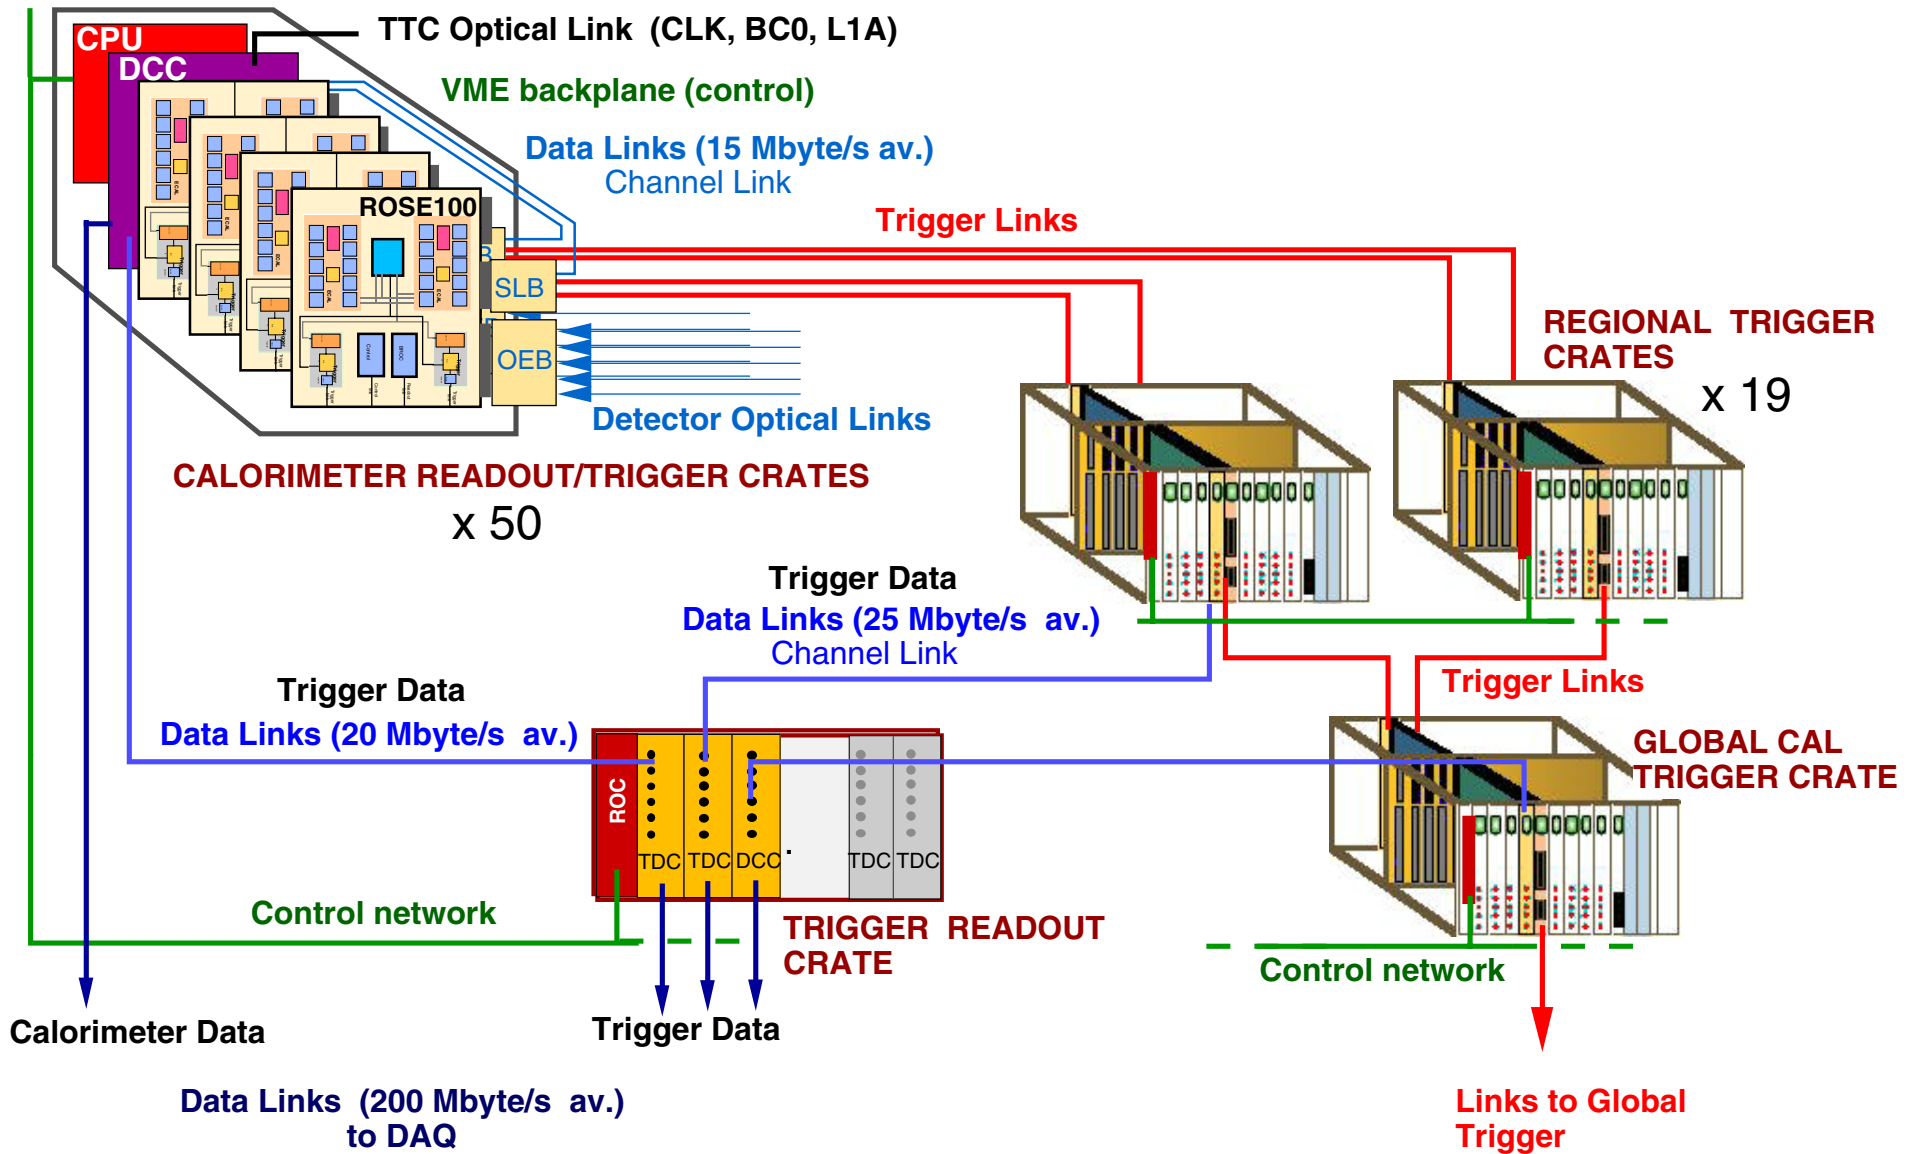 CPU
TTC Optical Link (CLK, BC0, L1A)
DCC
VME backplane (control)
Data Links (15 Mbyte/s av.)
Channel Link
ROSE100
Trigger Links
SLB
OEB
Detector Optical Links
REGIONAL TRIGGER
CRATES
x 19
CALORIMETER READOUT/TRIGGER CRATES
x 50
Trigger Data
Data Links (25 Mbyte/s av.)
Channel Link
Trigger Data
Data Links (20 Mbyte/s av.)
Trigger Links
GLOBAL CAL
TRIGGER CRATE
ROC
TDC
TDC
DCC
.
TDC
TDC
Control network
TRIGGER READOUT
CRATE
Control network
Calorimeter Data
Trigger Data
Data Links (200 Mbyte/s av.)
to DAQ
Links to Global
Trigger